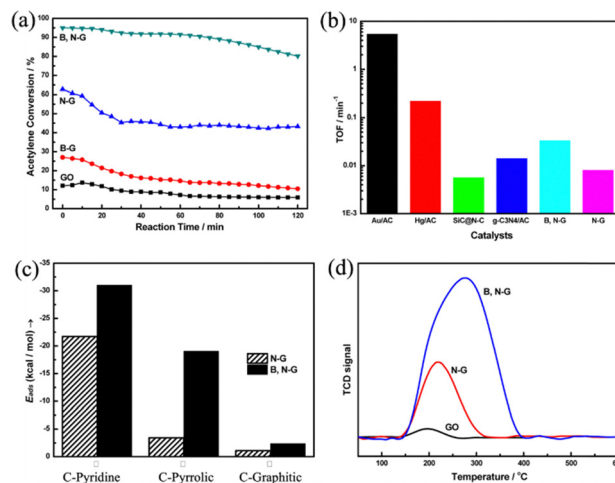 (a)
Acetylene Conversion / %
100
90
80
70
60
50
40
30
20
10
0
B, N-G
N-G
B-G
GO
0 20 40 60 80 100 120
Reaction Time / min
(b)
TOF / min⁻¹
10
1
0.1
0.01
1E-3
Au/AC Hg/AC SiC@N-C g-C3N4/AC B, N-G N-G
Catalysts
(c)
Eads (kcal / mol) →
-35
-30
-25
-20
-15
-10
-5
0
N-G
B, N-G
C-Pyridine C-Pyrrolic C-Graphitic
(d)
TCD signal
B, N-G
N-G
GO
100 200 300 400 500 600
Temperature / °C